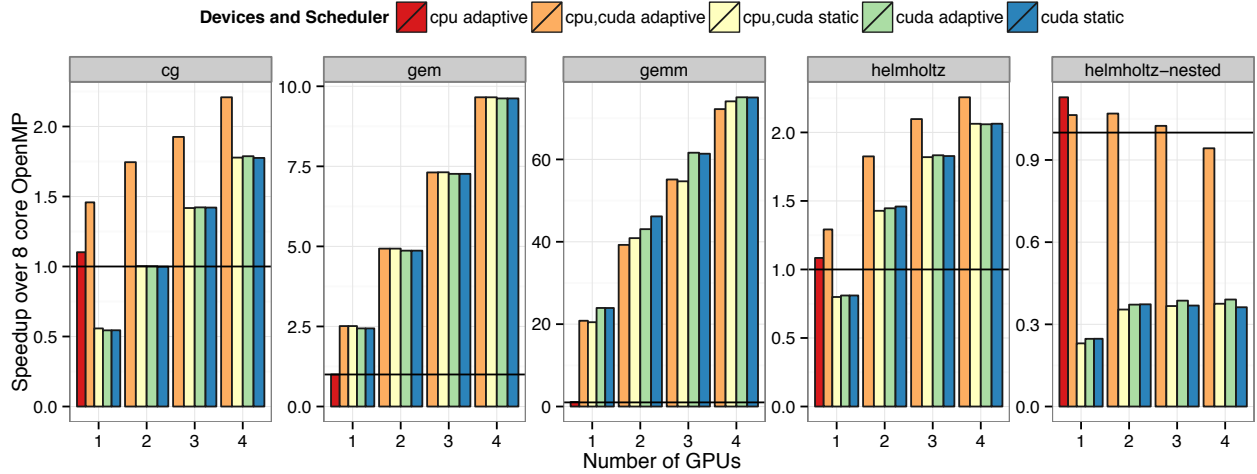 Devices and Scheduler cpu adaptive cpu,cuda adaptive cpu,cuda static cuda adaptive cuda static
Speedup over 8 core OpenMP
cg
2.0
1.5
1.0
0.5
0.0
1 2 3 4
gem
10.0
7.5
5.0
2.5
0.0
1 2 3 4
gemm
60
40
20
0
1 2 3 4
helmholtz
2.0
1.5
1.0
0.5
0.0
1 2 3 4
helmholtz−nested
0.9
0.6
0.3
0.0
1 2 3 4
Number of GPUs